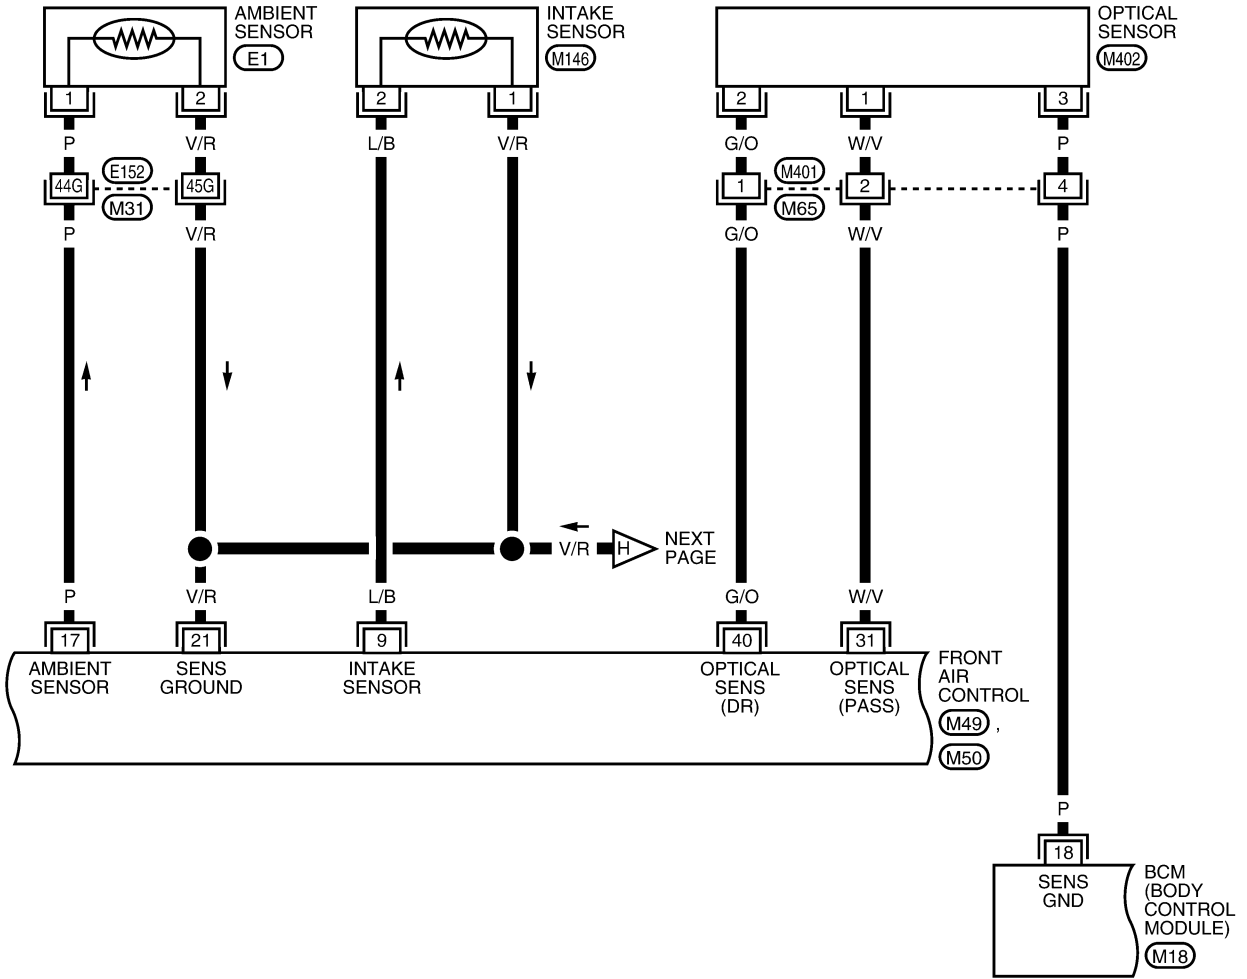 AMBIENT
SENSOR
E1
INTAKE
SENSOR
M146
OPTICAL
SENSOR
M402
1
2
2
1
2
1
3
P
V/R
L/B
V/R
G/O
W/V
P
44G
E152
M31
45G
1
M401
M65
2
4
P
V/R
G/O
W/V
P
V/R
H
NEXT
PAGE
P
V/R
L/B
G/O
W/V
17
21
9
40
31
AMBIENT
SENSOR
SENS
GROUND
INTAKE
SENSOR
OPTICAL
SENS
(DR)
OPTICAL
SENS
(PASS)
FRONT
AIR
CONTROL
M49 ,
M50
P
18
SENS
GND
BCM
(BODY
CONTROL
MODULE)
M18